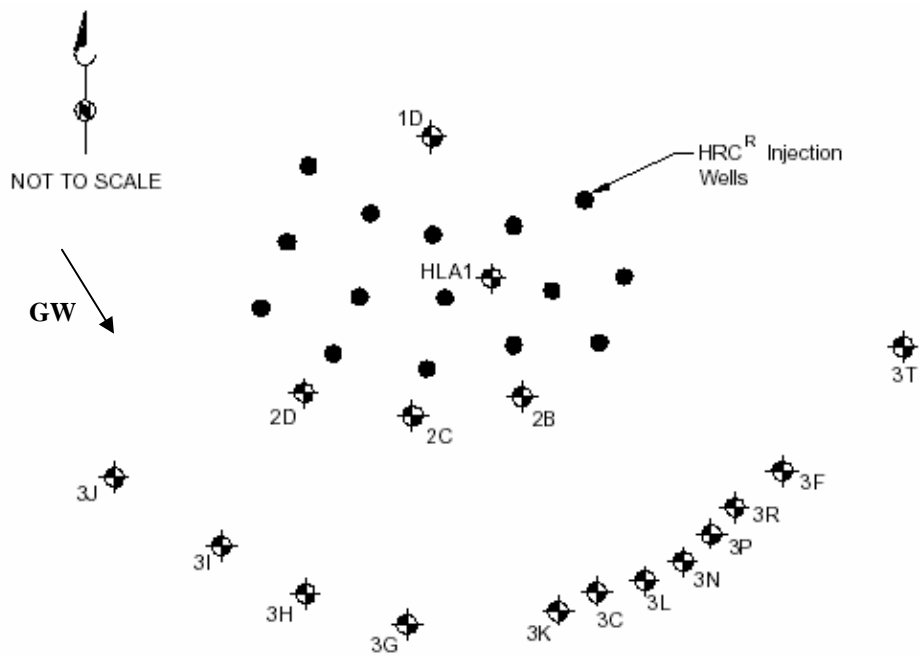 N
NOT TO SCALE
GW
1D
HRC R Injection
Wells
HLA1
3T
2D
2C
2B
3J
3F
3R
3P
3I
3N
3L
3H
3C
3K
3G